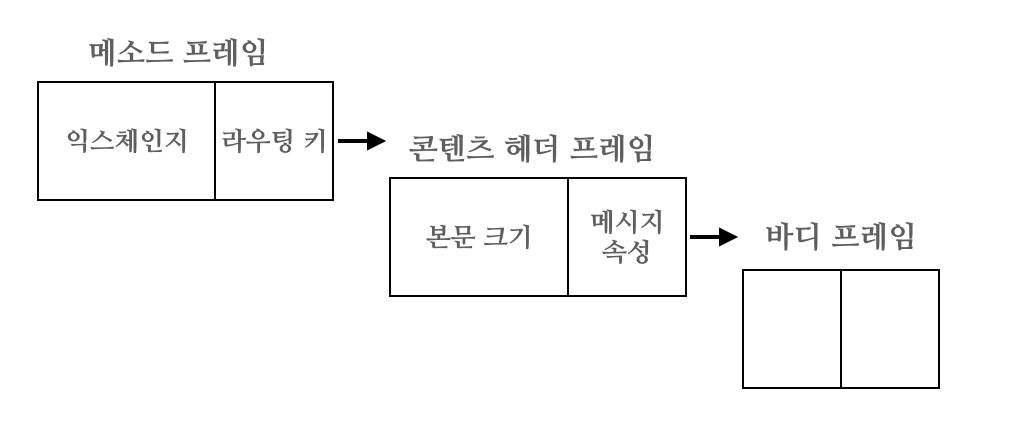 메소드 프레임
익스체인지
라우팅 키
콘텐츠 헤더 프레임
본문 크기
메시지
속성
바디 프레임